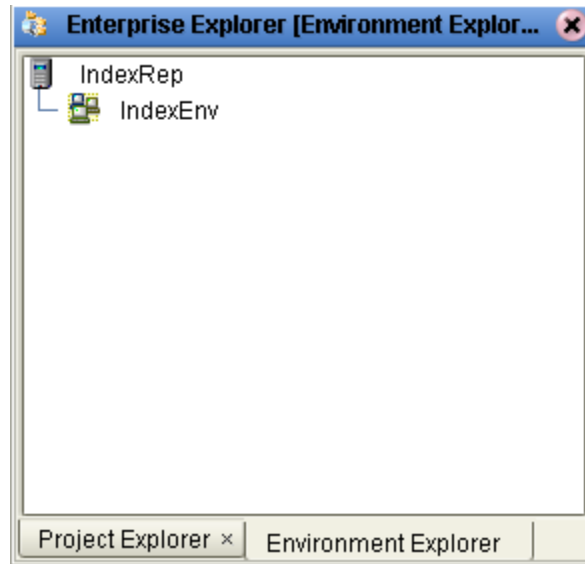 Enterprise Explorer [Environment Explor...
IndexRep
IndexEnv
Project Explorer ×
Environment Explorer